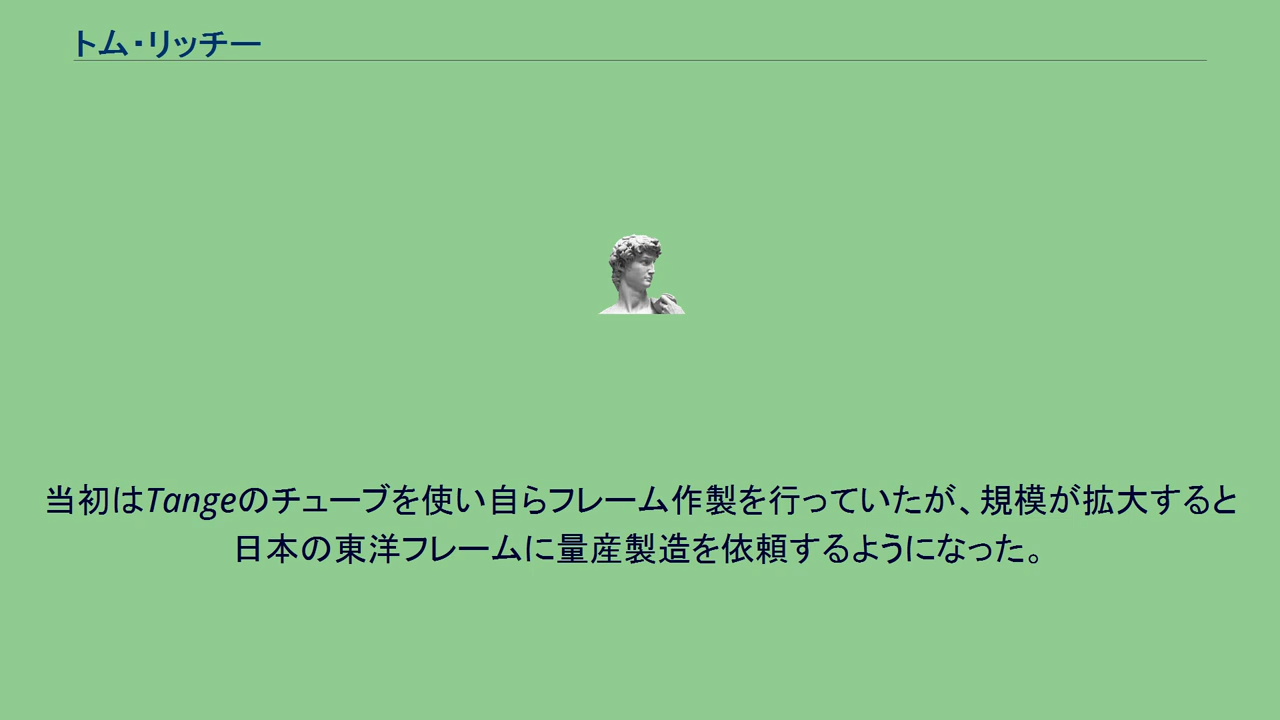 トム・リッチー
当初はTangeのチューブを使い自らフレーム作製を行っていたが、規模が拡大すると
日本の東洋フレームに量産製造を依頼するようになった。